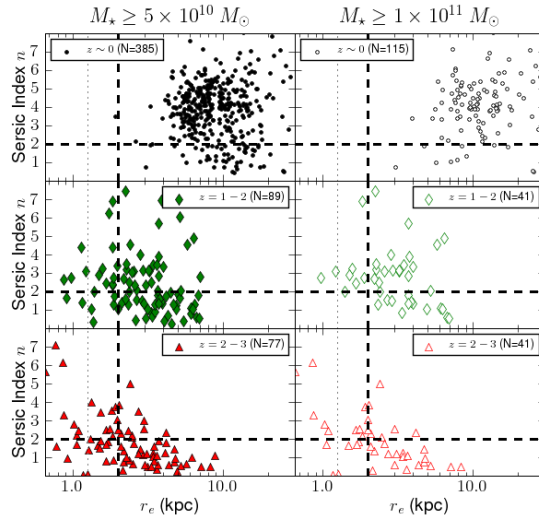 M⋆ ≥ 5 × 10^10 M⊙ M⋆ ≥ 1 × 10^11 M⊙
z ∼ 0 (N=385)
z ∼ 0 (N=115)
Sersic Index n
7
6
5
4
3
2
1
z = 1 − 2 (N=89)
z = 1 − 2 (N=41)
Sersic Index n
7
6
5
4
3
2
1
z = 2 − 3 (N=77)
z = 2 − 3 (N=41)
Sersic Index n
7
6
5
4
3
2
1
1.0 10.0 1.0 10.0
r_e (kpc) r_e (kpc)